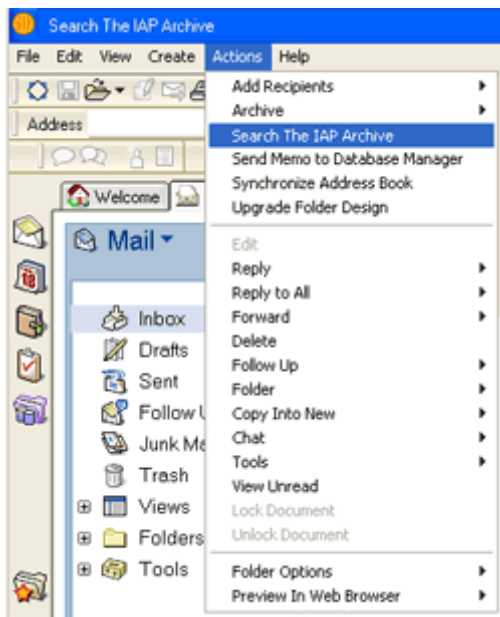 Search The IAP Archive
File Edit View Create Actions Help
Address
Welcome
Mail
Inbox
Drafts
Sent
Follow U
Junk Ma
Trash
Views
Folders
Tools
Add Recipients
Archive
Search The IAP Archive
Send Memo to Database Manager
Synchronize Address Book
Upgrade Folder Design
Edit
Reply
Reply to All
Forward
Delete
Follow Up
Folder
Copy Into New
Chat
Tools
View Unread
Lock Document
Unlock Document
Folder Options
Preview In Web Browser